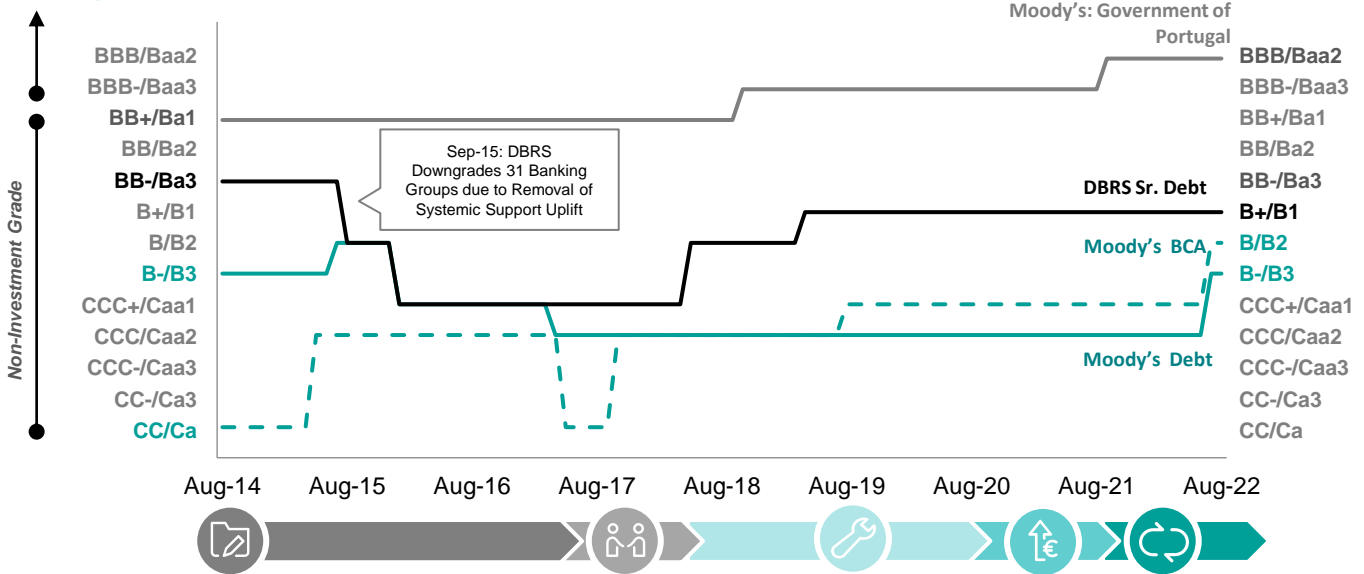 Moody's: Government of
Portugal
BBB/Baa2
BBB-/Baa3
BB+/Ba1
BB/Ba2
BB-/Ba3
B+/B1
B/B2
B-/B3
CCC+/Caa1
CCC/Caa2
CCC-/Caa3
CC-/Ca3
CC/Ca
Non-Investment Grade
Sep-15: DBRS
Downgrades 31 Banking
Groups due to Removal of
Systemic Support Uplift
DBRS Sr. Debt
Moody's BCA
Moody's Debt
BBB/Baa2
BBB-/Baa3
BB+/Ba1
BB/Ba2
BB-/Ba3
B+/B1
B/B2
B-/B3
CCC+/Caa1
CCC/Caa2
CCC-/Caa3
CC-/Ca3
CC/Ca
Aug-14 Aug-15 Aug-16 Aug-17 Aug-18 Aug-19 Aug-20 Aug-21 Aug-22
€